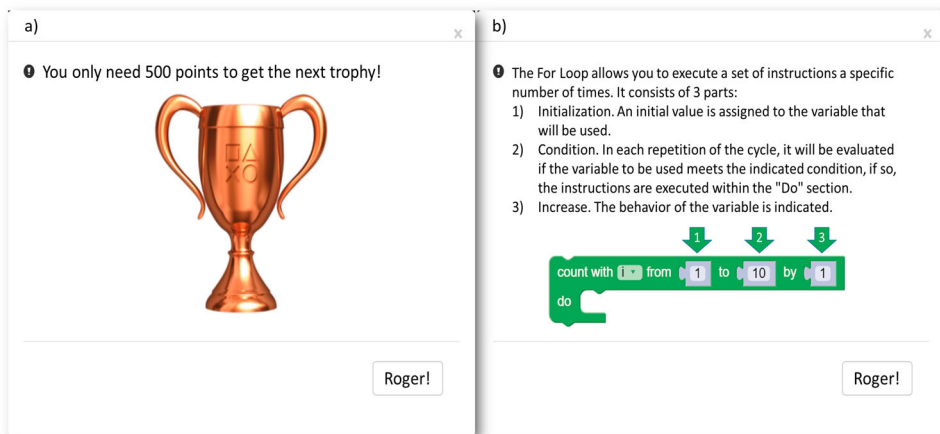 a)
x
You only need 500 points to get the next trophy!
Roger!
b)
x
The For Loop allows you to execute a set of instructions a specific
number of times. It consists of 3 parts:
1) Initialization. An initial value is assigned to the variable that
will be used.
2) Condition. In each repetition of the cycle, it will be evaluated
if the variable to be used meets the indicated condition, if so,
the instructions are executed within the "Do" section.
3) Increase. The behavior of the variable is indicated.
1 2 3
count with i from 1 to 10 by 1
do
Roger!